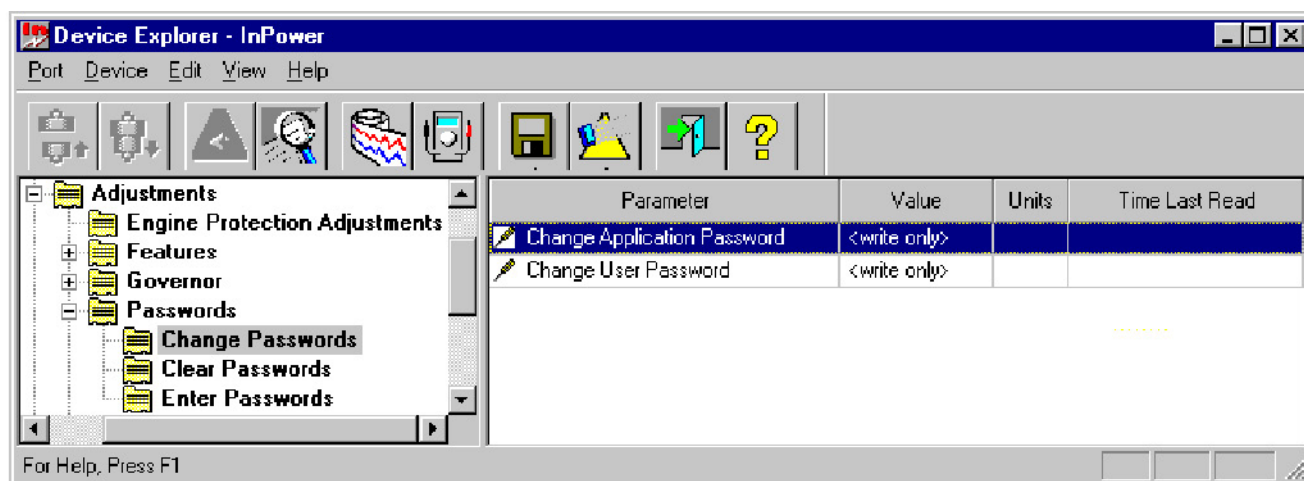 Device Explorer - InPower
Port Device Edit View Help
Adjustments
Engine Protection Adjustments
Features
Governor
Passwords
Change Passwords
Clear Passwords
Enter Passwords
Parameter Value Units Time Last Read
Change Application Password <write only>
Change User Password <write only>
For Help, Press F1